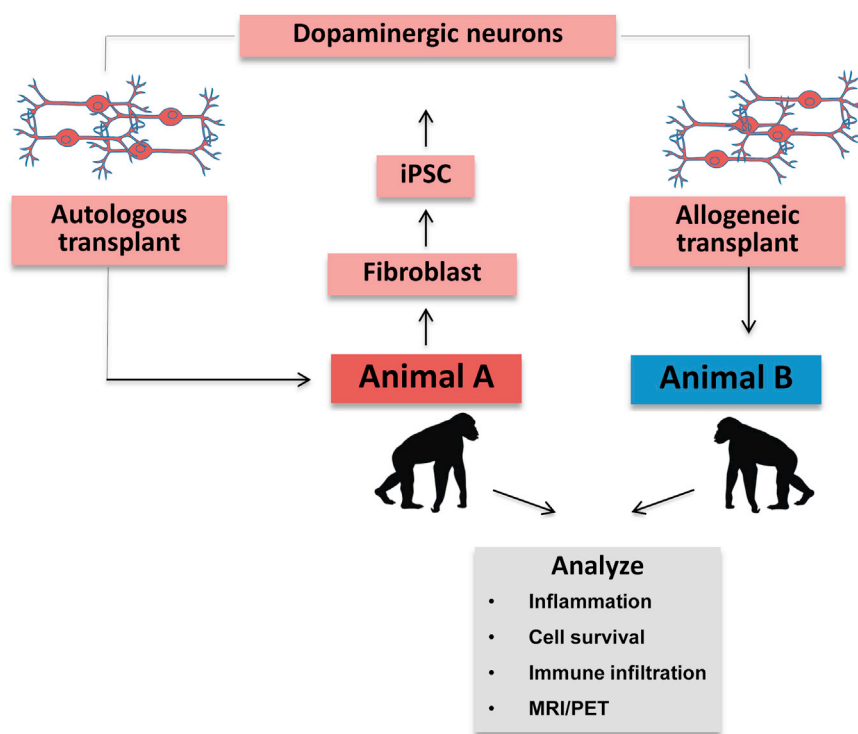 Dopaminergic neurons
iPSC
Autologous
transplant
Allogeneic
transplant
Fibroblast
Animal A
Animal B
Analyze
• Inflammation
• Cell survival
• Immune infiltration
• MRI/PET